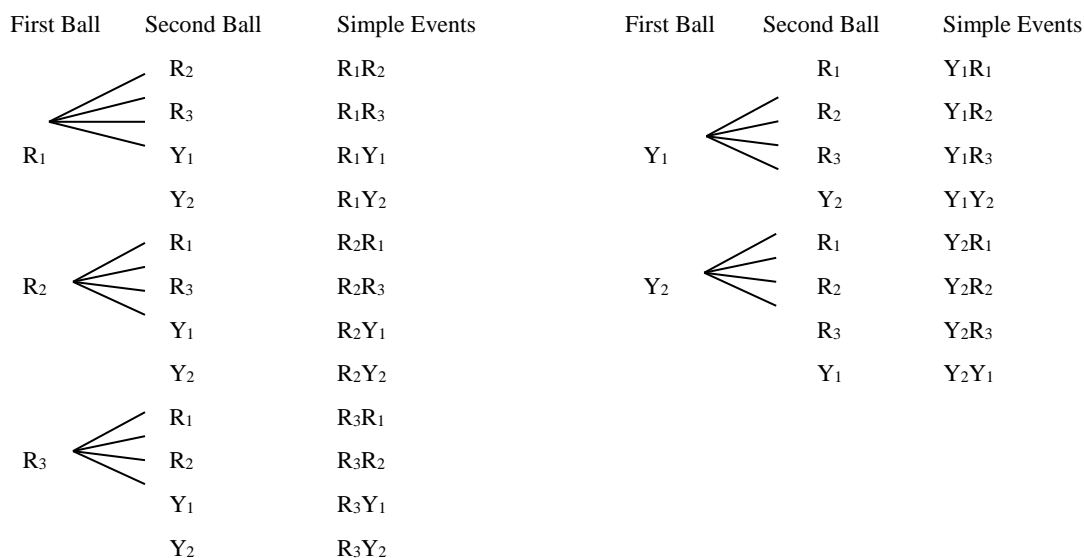 First Ball Second Ball Simple Events First Ball Second Ball Simple Events
R₂ R₁R₂ R₁ Y₁R₁
R₃ R₁R₃ R₂ Y₁R₂
R₁ Y₁ R₁Y₁ Y₁ R₃ Y₁R₃
Y₂ R₁Y₂ Y₂ Y₁Y₂
R₁ R₂R₁ R₁ Y₂R₁
R₂ R₃ R₂R₃ Y₂ R₂ Y₂R₂
Y₁ R₂Y₁ R₃ Y₂R₃
Y₂ R₂Y₂ Y₁ Y₂Y₁
R₁ R₃R₁
R₃ R₂ R₃R₂
Y₁ R₃Y₁
Y₂ R₃Y₂